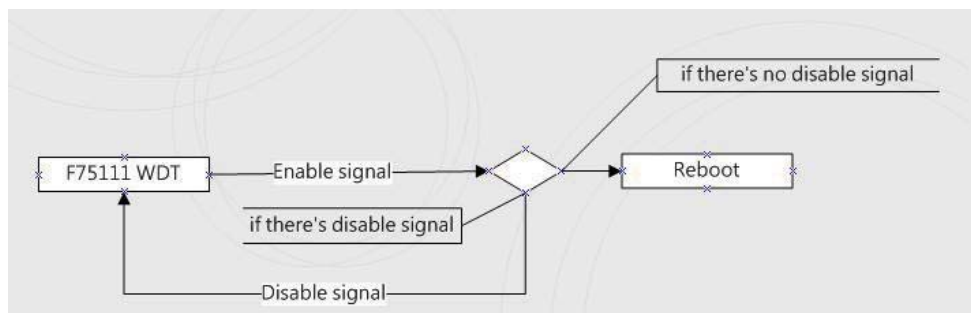 if there's no disable signal
F75111 WDT
Enable signal
Reboot
if there's disable signal
Disable signal